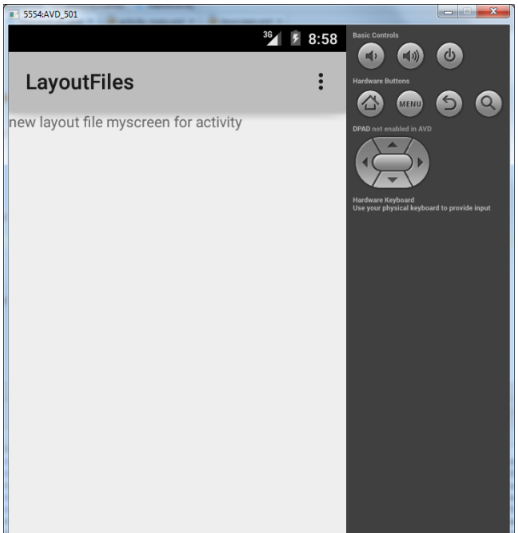 5554:AVD_501
3G 8:58
LayoutFiles
new layout file myscreen for activity
Basic Controls
Hardware Buttons
MENU
DPAD not enabled in AVD
Hardware Keyboard
Use your physical keyboard to provide input